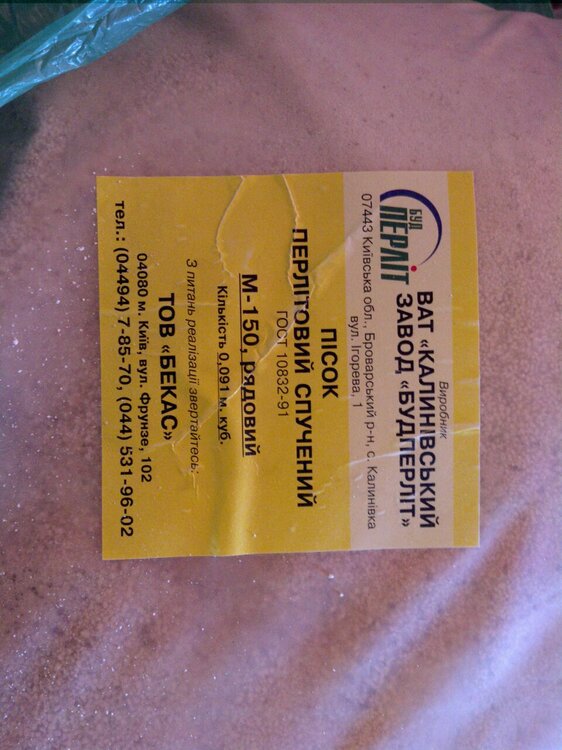 БУД
ПЕРЛІТ
Виробник
ВАТ «КАЛИНІВСЬКИЙ
ЗАВОД «БУДПЕРЛІТ»
07443 Київська обл., Броварський р-н, с. Калинівка
вул. Ігорева, 1
ПІСОК
ПЕРЛІТОВИЙ СПУЧЕНИЙ
ГОСТ 10832-91
М-150, рядовий
Кількість 0,091 м. куб.
З питань реалізації звертайтесь:
ТОВ «БЕКАС»
04080 м. Київ, вул. Фрунзе, 102
тел.: (04494) 7-85-70, (044) 531-96-02